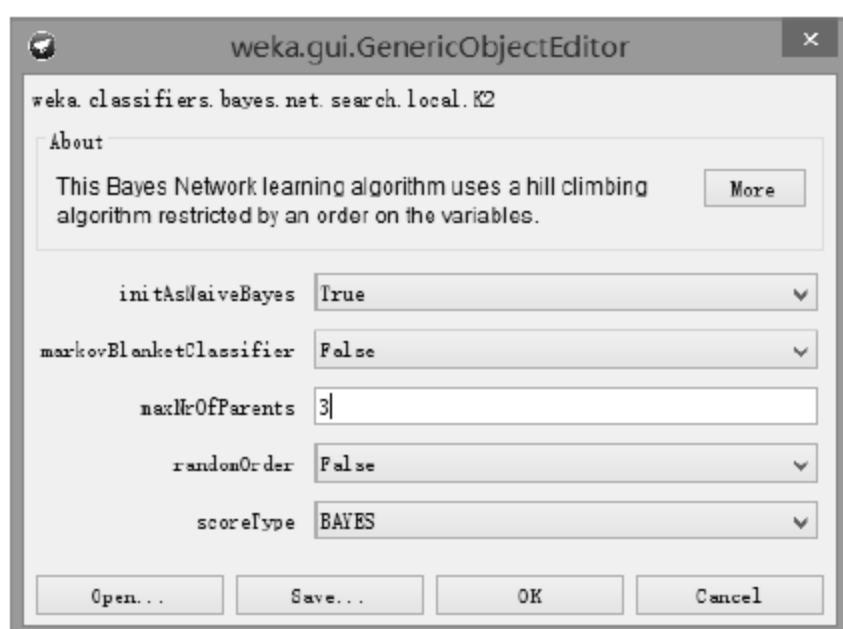 weka.gui.GenericObjectEditor
weka.classifiers.bayes.net.search.local.K2
About
This Bayes Network learning algorithm uses a hill climbing
algorithm restricted by an order on the variables.
More
initAsNaiveBayes True
markovBlanketClassifier False
maxNrOfParents 3
randomOrder False
scoreType BAYES
Open... Save... OK Cancel